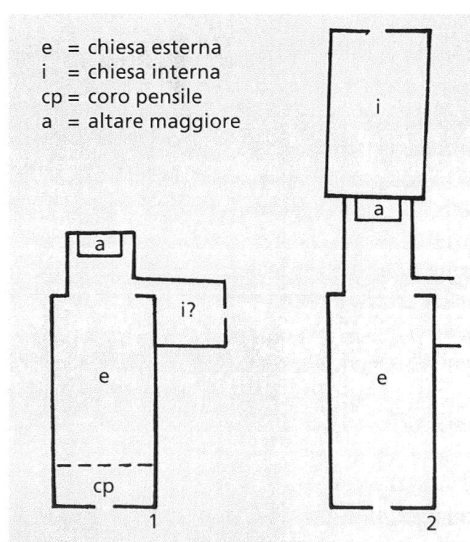 e = chiesa esterna
i = chiesa interna
cp = coro pensile
a = altare maggiore
i
a
a
i?
e
e
cp
1
2